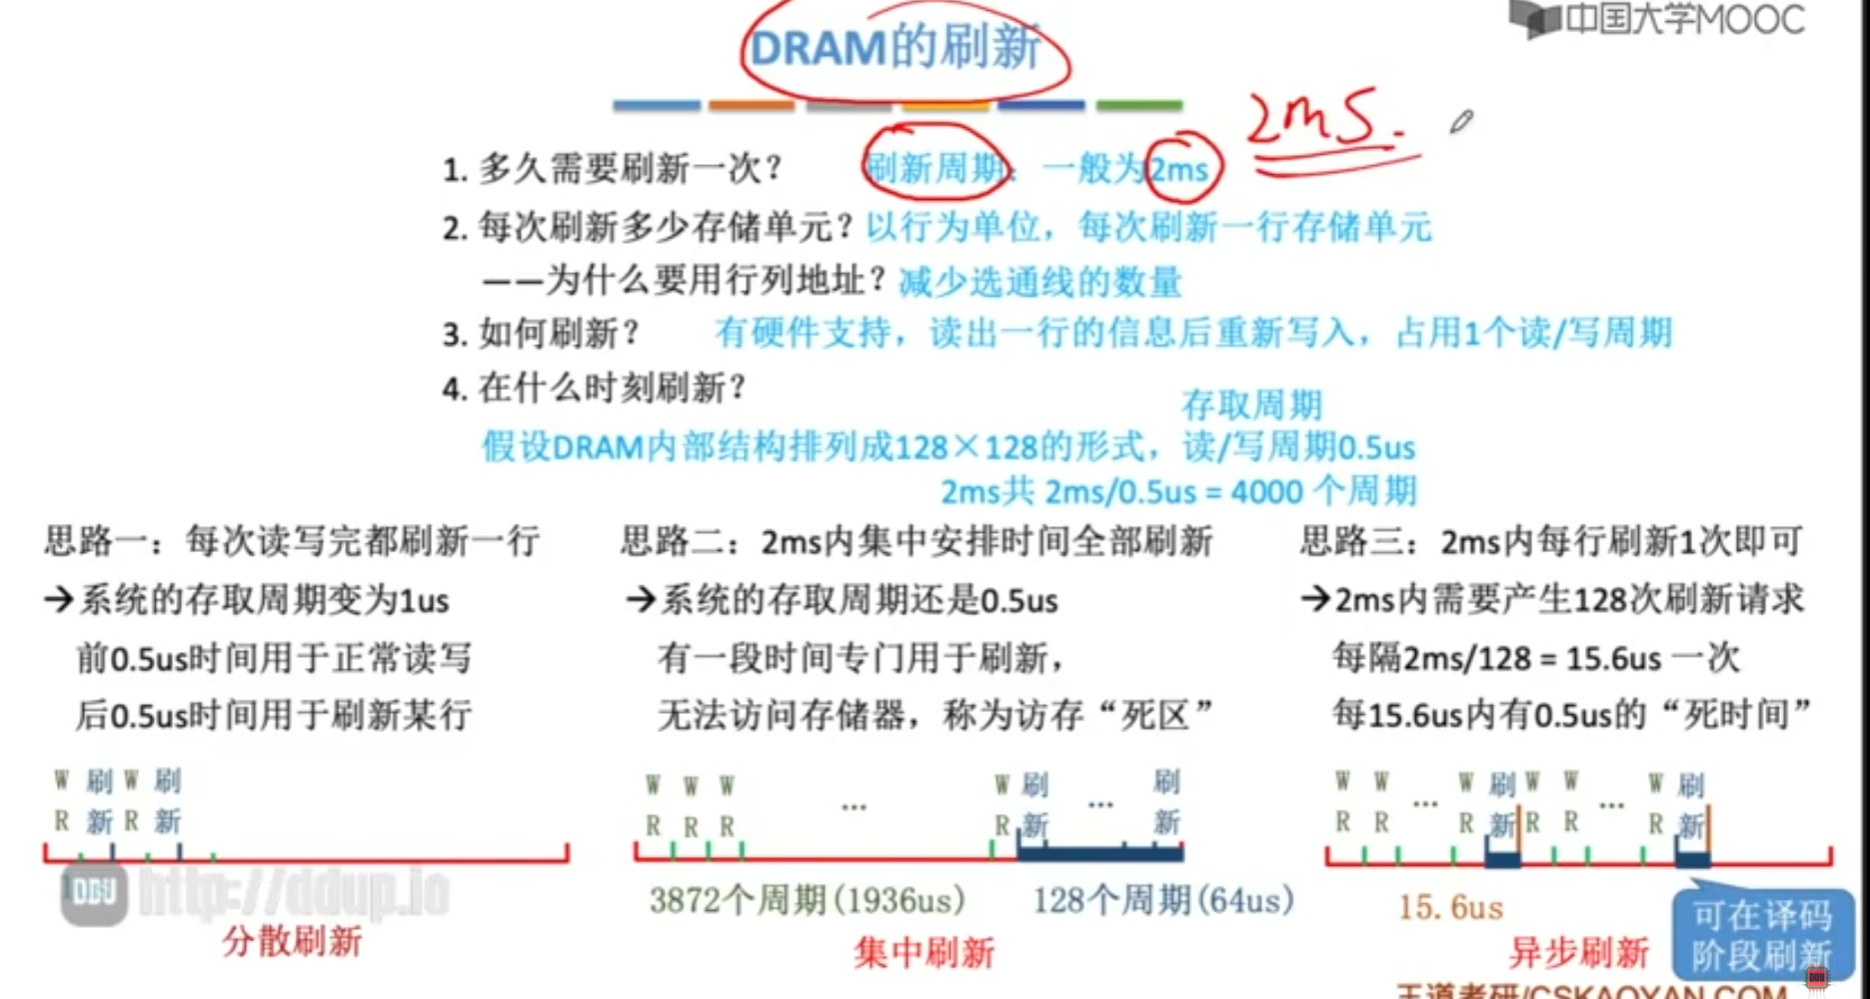 中国大学MOOC
DRAM的刷新
2ms.
1. 多久需要刷新一次? 刷新周期: 一般为2ms
2. 每次刷新多少存储单元? 以行为单位，每次刷新一行存储单元
——为什么要用行列地址? 减少选通线的数量
3. 如何刷新? 有硬件支持，读出一行的信息后重新写入，占用1个读/写周期
4. 在什么时刻刷新?
存取周期
假设DRAM内部结构排列成128×128的形式，读/写周期0.5us
2ms共 2ms/0.5us = 4000 个周期
思路一：每次读写完都刷新一行
→系统的存取周期变为1us
前0.5us时间用于正常读写
后0.5us时间用于刷新某行
W 刷 W 刷
R 新 R 新
DDU http://ddup.io
分散刷新
思路二：2ms内集中安排时间全部刷新
→系统的存取周期还是0.5us
有一段时间专门用于刷新，
无法访问存储器，称为访存“死区”
W W W ... W 刷 ... 刷
R R R R 新 新
3872个周期(1936us) 128个周期(64us)
集中刷新
思路三：2ms内每行刷新1次即可
→2ms内需要产生128次刷新请求
每隔2ms/128 = 15.6us 一次
每15.6us内有0.5us的“死时间”
W W ... W 刷 W W ... W 刷
R R R 新 R R R 新
15.6us
异步刷新
可在译码
阶段刷新
DDU
王道考研/CSKAOYAN.COM